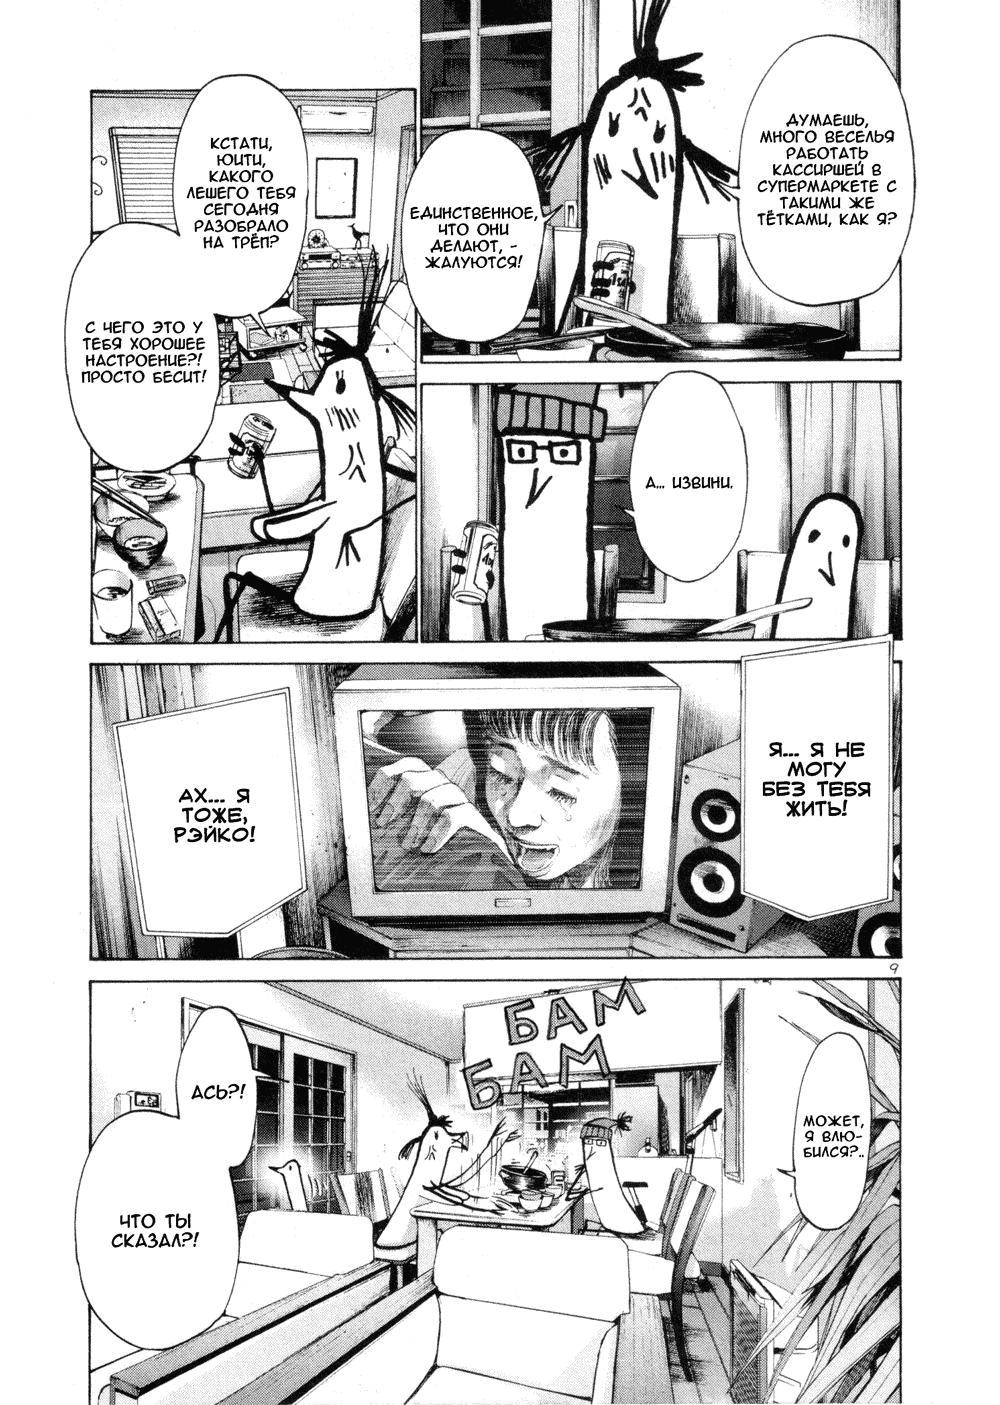 ДУМАЕШЬ,
МНОГО ВЕСЕЛЬЯ
РАБОТАТЬ
КАССИРШЕЙ В
СУПЕРМАРКЕТЕ С
ТАКИМИ ЖЕ
ТЁТКАМИ, КАК Я?
ЕДИНСТВЕННОЕ,
ЧТО ОНИ
ДЕЛАЮТ, -
ЖАЛУЮТСЯ!
КСТАТИ,
ЮИТИ,
КАКОГО
ЛЕШЕГО ТЕБЯ
СЕГОДНЯ
РАЗОБРАЛО
НА ТРЁП?
С ЧЕГО ЭТО У
ТЕБЯ ХОРОШЕЕ
НАСТРОЕНИЕ?!
ПРОСТО БЕСИТ!
А... ИЗВИНИ.
Я... Я НЕ
МОГУ
БЕЗ ТЕБЯ
ЖИТЬ!
АХ... Я
ТОЖЕ,
РЭЙКО!
9
БАМ
БАМ
МОЖЕТ,
Я ВЛЮ-
БИЛСЯ?..
АСЬ?!
ЧТО ТЫ
СКАЗАЛ?!